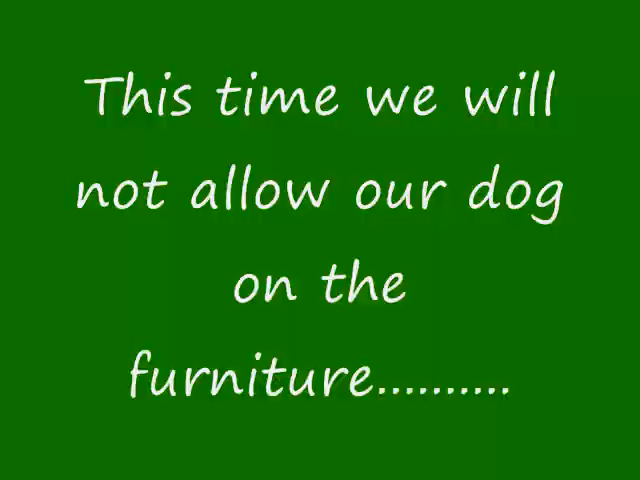 This time we will
not allow our dog
on the
furniture..........